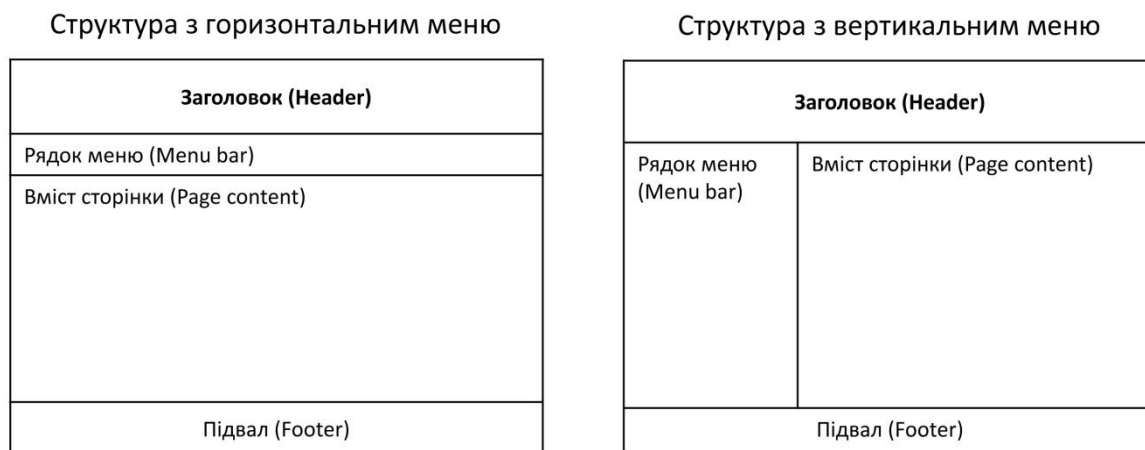 Структура з горизонтальним меню
Заголовок (Header)
Рядок меню (Menu bar)
Вміст сторінки (Page content)
Підвал (Footer)
Структура з вертикальним меню
Заголовок (Header)
Рядок меню
(Menu bar)
Вміст сторінки (Page content)
Підвал (Footer)